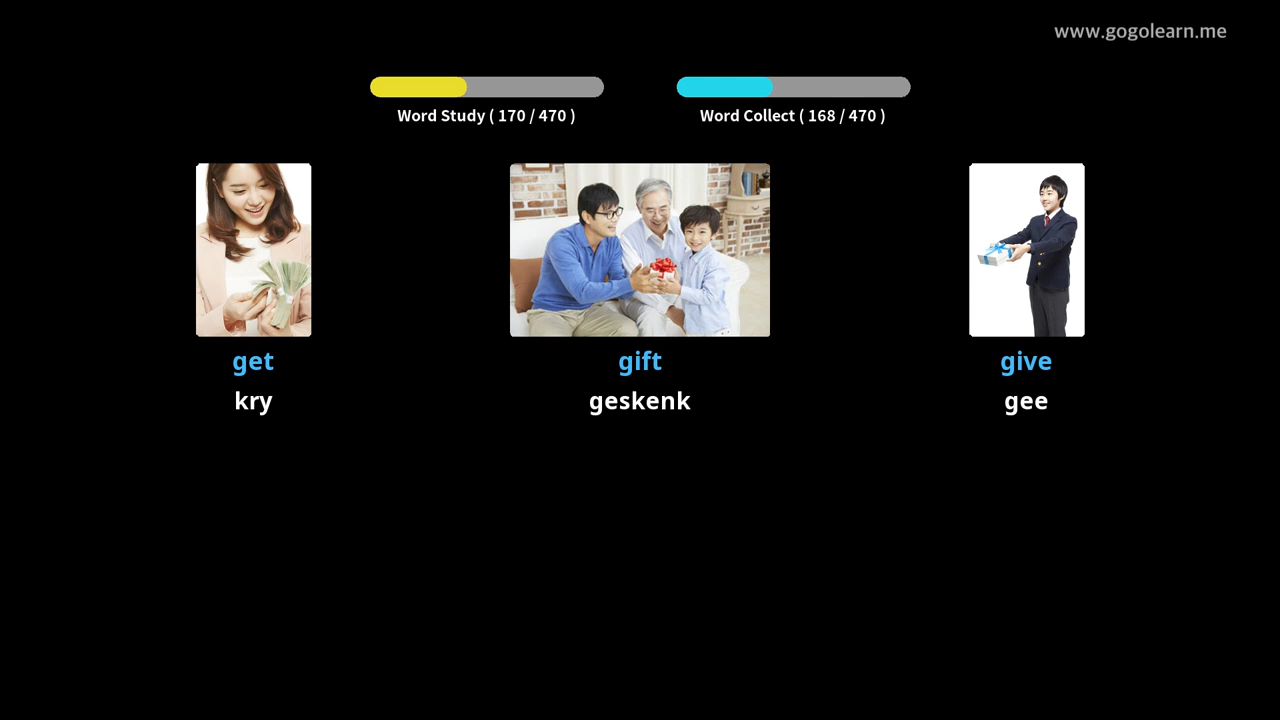 www.gogolearn.me
Word Study ( 170 / 470 )
Word Collect ( 168 / 470 )
get
gift
give
kry
geskenk
gee